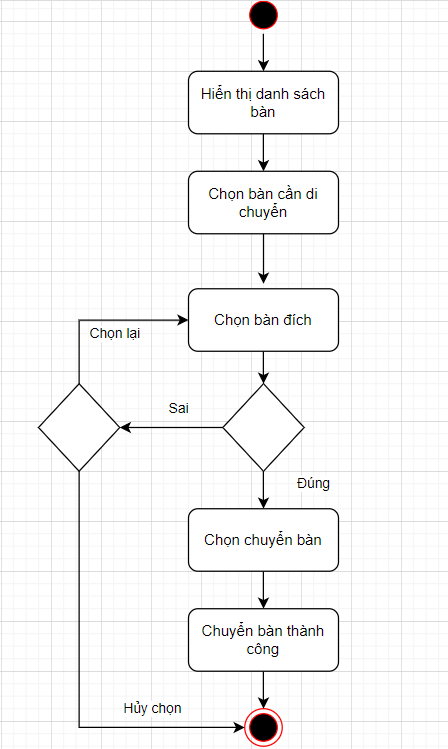 Hiển thị danh sách
bàn
Chọn bàn cần di
chuyển
Chọn bàn đích
Chọn lại
Sai
Đúng
Chọn chuyển bàn
Chuyển bàn thành
công
Hủy chọn